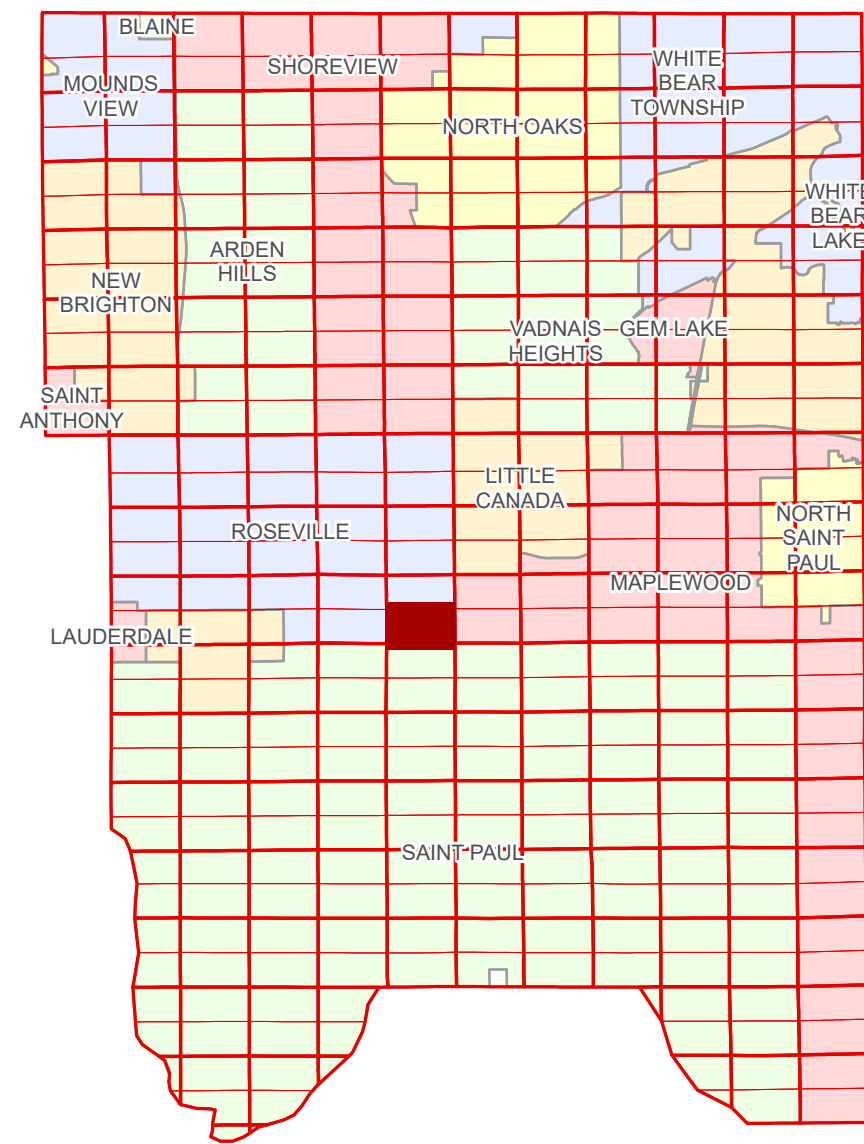 BLAINE
SHOREVIEW
WHITE
BEAR
TOWNSHIP
MOUNDS
VIEW
NORTH OAKS
WHITE
BEAR
LAKE
ARDEN
HILLS
NEW
BRIGHTON
VADNAIS
HEIGHTS
GEM LAKE
SAINT
ANTHONY
LITTLE
CANADA
NORTH
SAINT
PAUL
ROSEVILLE
MAPLEWOOD
LAUDERDALE
SAINT PAUL